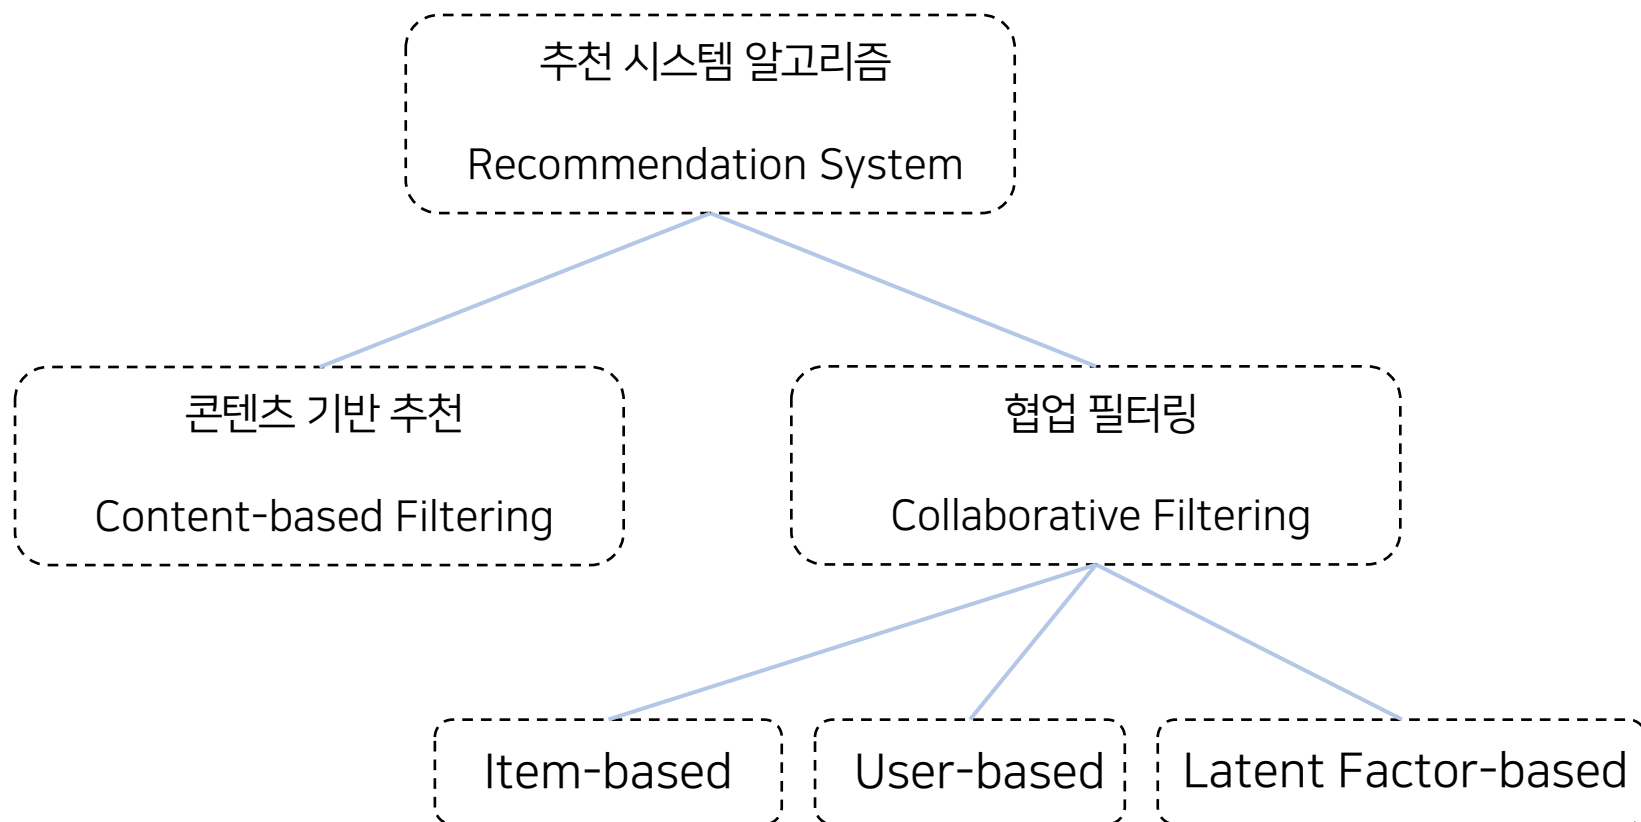 추천 시스템 알고리즘
Recommendation System
콘텐츠 기반 추천
Content-based Filtering
협업 필터링
Collaborative Filtering
Item-based
User-based
Latent Factor-based